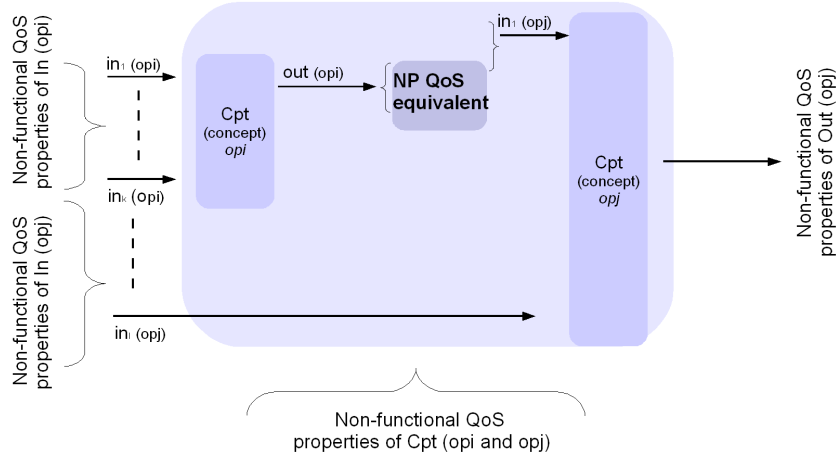 Non-functional QoS
properties of In (opi)
in₁ (opi)
inₖ (opi)
Non-functional QoS
properties of In (opj)
inₗ (opj)
Cpt
(concept)
opi
out (opi)
NP QoS
equivalent
in₁ (opj)
Cpt
(concept)
opj
Non-functional QoS
properties of Out (opj)
Non-functional QoS
properties of Cpt (opi and opj)